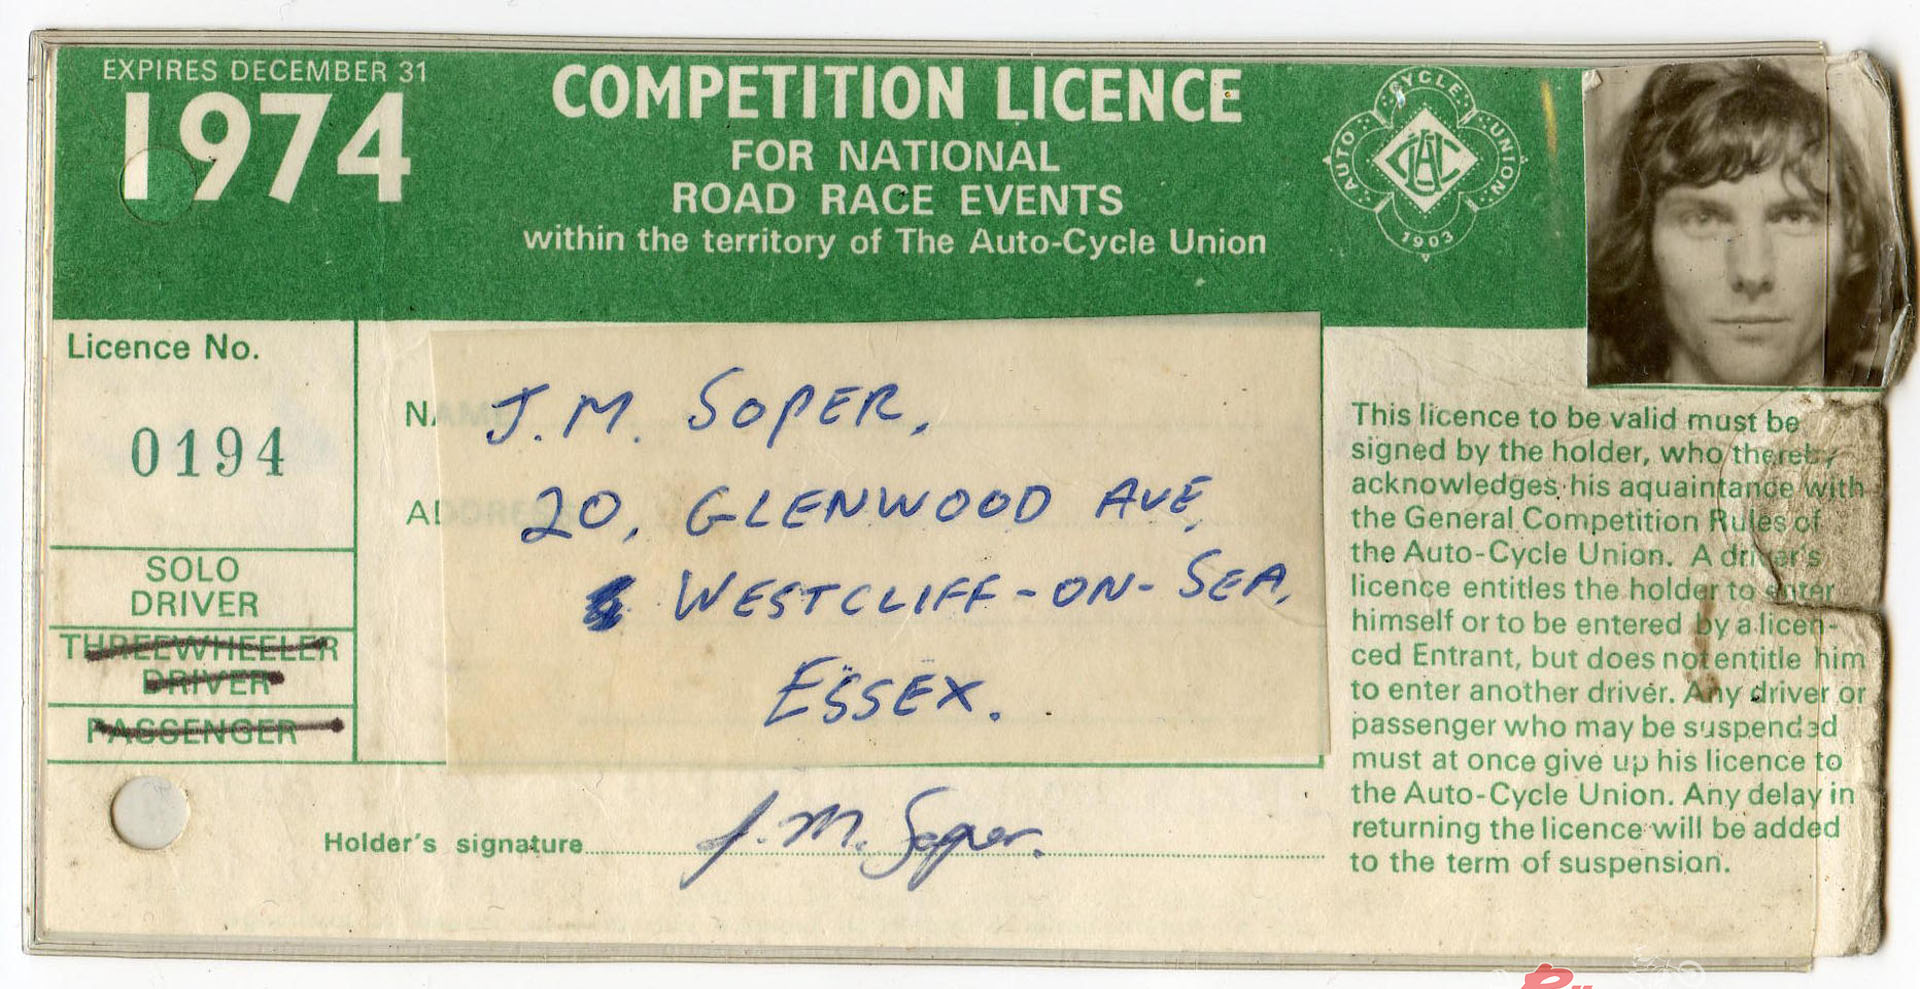 EXPIRES DECEMBER 31
1974
COMPETITION LICENCE
FOR NATIONAL
ROAD RACE EVENTS
within the territory of The Auto-Cycle Union
AUTO CYCLE UNION
1903
Licence No.
0194
SOLO
DRIVER
THREEWHEELER
DRIVER
PASSENGER
NAME
J.M. SOPER,
ADDRESS
20, GLENWOOD AVE,
WESTCLIFF-ON-SEA,
ESSEX.
Holder's signature
J. M. Soper.
This licence to be valid must be
signed by the holder, who thereby
acknowledges his aquaintance with
the General Competition Rules of
the Auto-Cycle Union. A driver's
licence entitles the holder to enter
himself or to be entered by a licen-
ced Entrant, but does not entitle him
to enter another driver. Any driver or
passenger who may be suspended
must at once give up his licence to
the Auto-Cycle Union. Any delay in
returning the licence will be added
to the term of suspension.